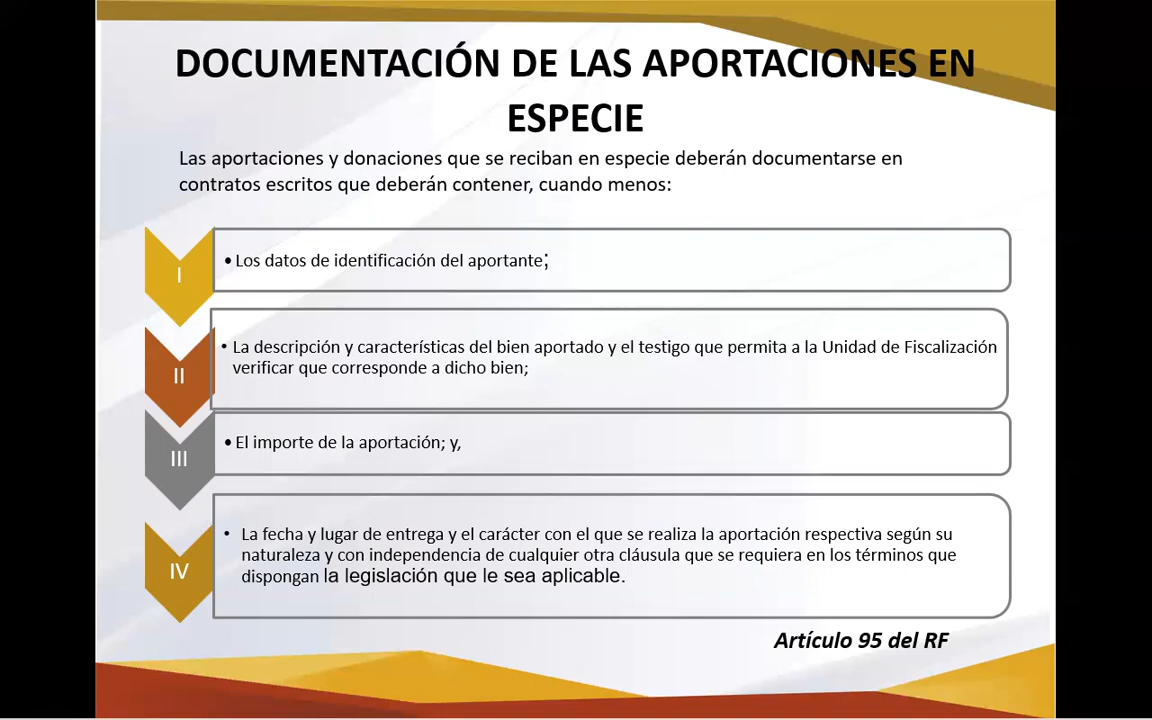 DOCUMENTACIÓN DE LAS APORTACIONES EN
ESPECIE
Las aportaciones y donaciones que se reciban en especie deberán documentarse en
contratos escritos que deberán contener, cuando menos:
I
• Los datos de identificación del aportante;
II
• La descripción y características del bien aportado y el testigo que permita a la Unidad de Fiscalización
verificar que corresponde a dicho bien;
III
• El importe de la aportación; y,
IV
• La fecha y lugar de entrega y el carácter con el que se realiza la aportación respectiva según su
naturaleza y con independencia de cualquier otra cláusula que se requiera en los términos que
dispongan la legislación que le sea aplicable.
Artículo 95 del RF